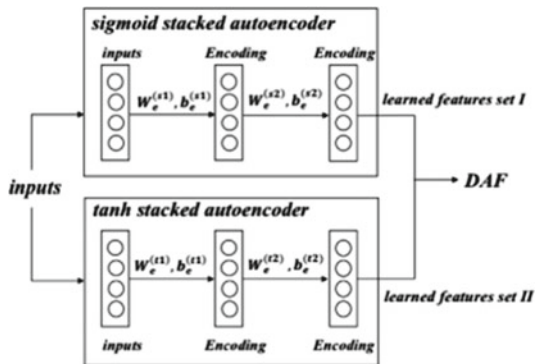 sigmoid stacked autoencoder
inputs Encoding Encoding
W_e^(s1), b_e^(s1) W_e^(s2), b_e^(s2)
learned features set I
inputs
DAF
tanh stacked autoencoder
W_e^(t1), b_e^(t1) W_e^(t2), b_e^(t2)
learned features set II
inputs Encoding Encoding